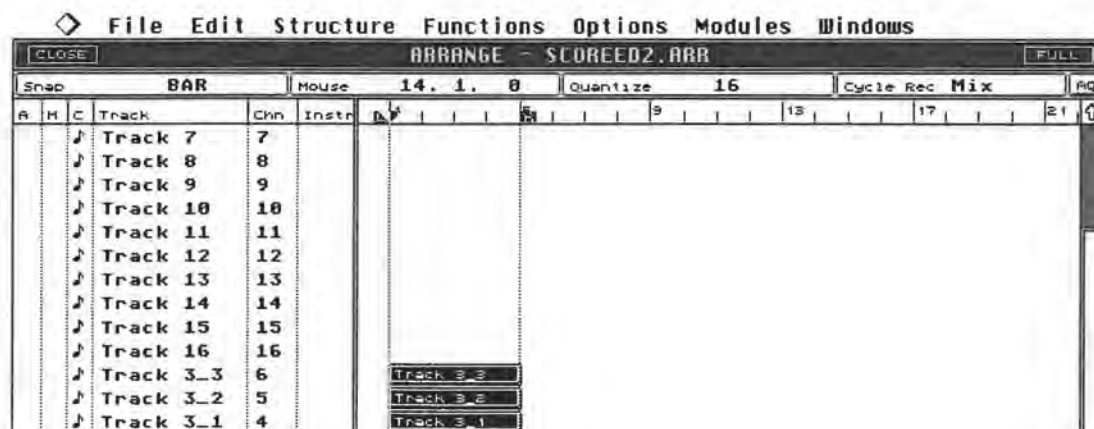 File Edit Structure Functions Options Modules Windows
CLOSE ARRANGE - SCOREED2.ARR FULL
Snap BAR Mouse 14. 1. 0 Quantize 16 Cycle Rec Mix
A M C Track Chn Instr 1 5 9 13 17 21
Track 7 7
Track 8 8
Track 9 9
Track 10 10
Track 11 11
Track 12 12
Track 13 13
Track 14 14
Track 15 15
Track 16 16
Track 3_3 6 Track 3_3
Track 3_2 5 Track 3_2
Track 3_1 4 Track 3_1